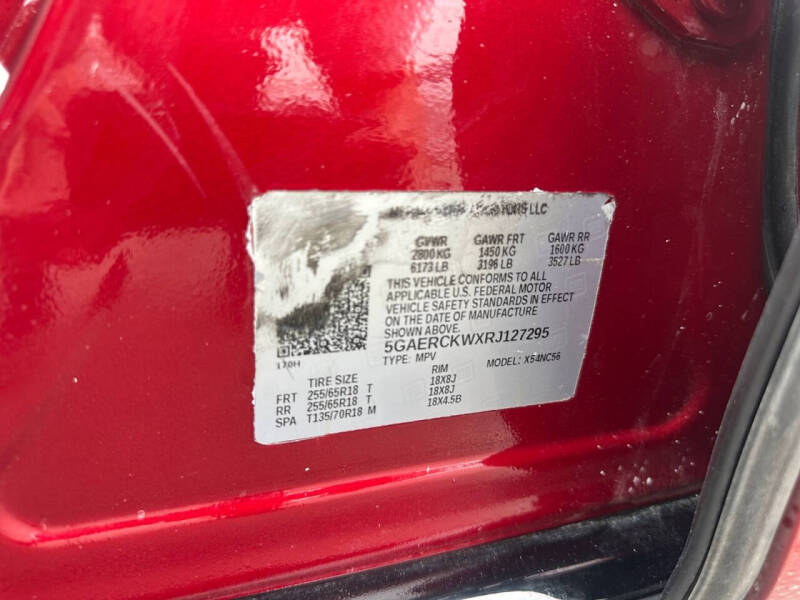 LLC
GVWR GAWR FRT GAWR RR
2800 KG 1450 KG 1600 KG
6173 LB 3196 LB 3527 LB
THIS VEHICLE CONFORMS TO ALL
APPLICABLE U.S. FEDERAL MOTOR
VEHICLE SAFETY STANDARDS IN EFFECT
ON THE DATE OF MANUFACTURE
SHOWN ABOVE.
5GAERCKWXRJ127295
TYPE: MPV MODEL: X54NC56
170H
TIRE SIZE RIM
FRT 255/65R18 T 18X8J
RR 255/65R18 T 18X8J
SPA T135/70R18 M 18X4.5B